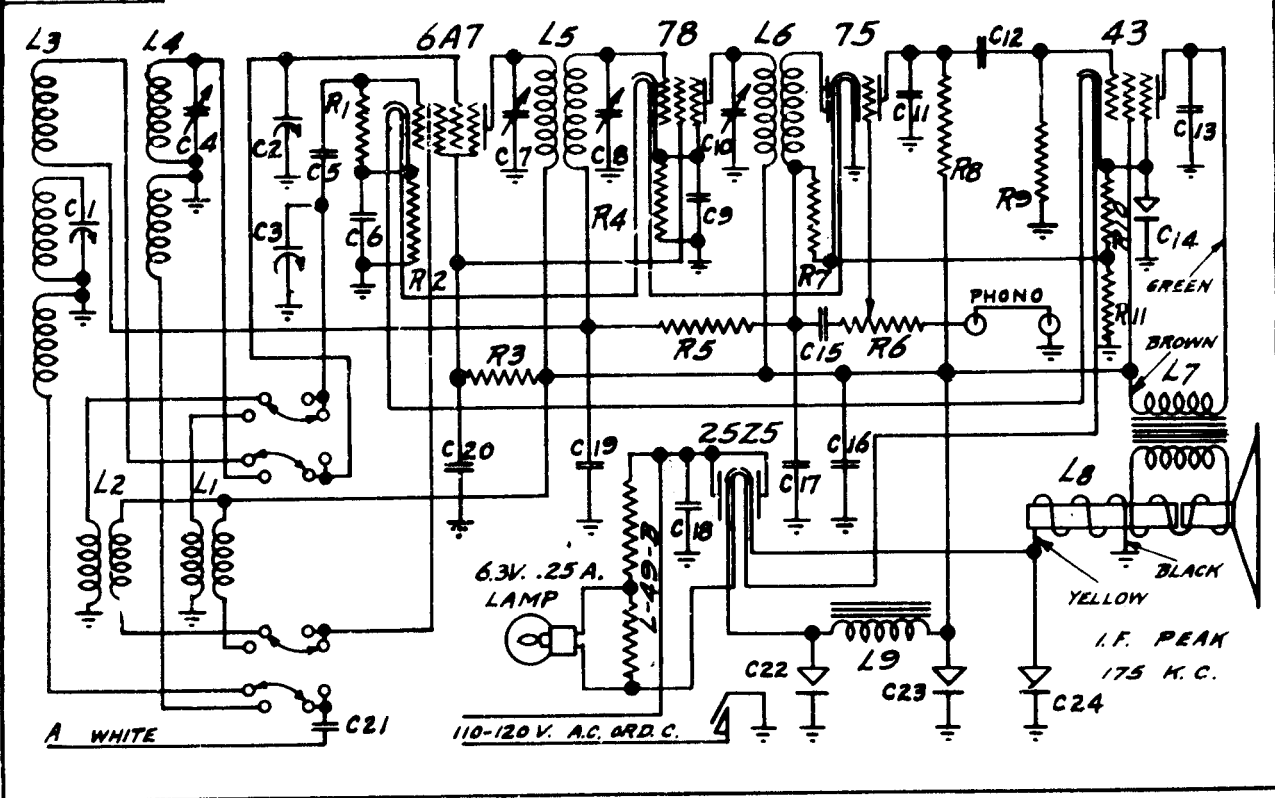 L3
L4
6A7
L5
78
L6
75
C12
43
R1
C4
C2
C5
C7
C8
C10
C11
C13
R8
R9
C1
C3
C6
R2
R4
C9
R7
C14
GREEN
PHONO
R11
R3
R5
C15
R6
BROWN
L7
25Z5
C20
C19
C17
C16
L2
L1
C18
L8
6.3V. .25 A.
LAMP
L-49-B
YELLOW
BLACK
I.F. PEAK
175 K.C.
L9
C22
C23
C24
A WHITE
C21
110-120 V. A.C. OR D.C.